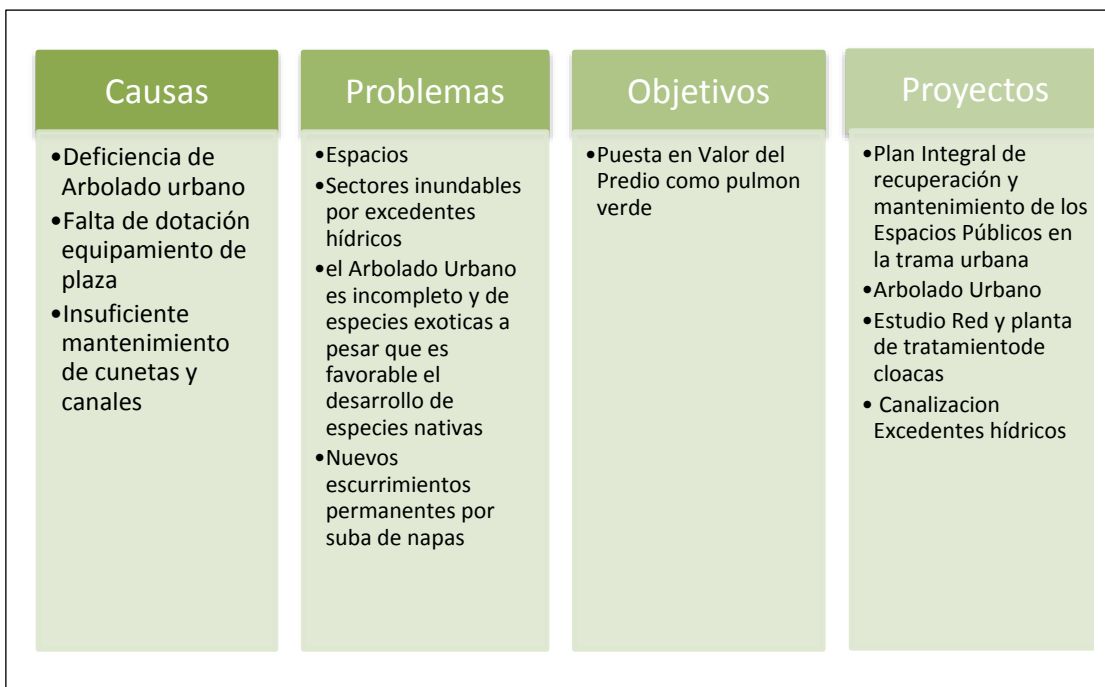 Causas
•Deficiencia de
Arbolado urbano
•Falta de dotación
equipamiento de
plaza
•Insuficiente
mantenimiento
de cunetas y
canales
Problemas
•Espacios
•Sectores inundables
por excedentes
hídricos
•el Arbolado Urbano
es incompleto y de
especies exoticas a
pesar que es
favorable el
desarrollo de
especies nativas
•Nuevos
escurrimientos
permanentes por
suba de napas
Objetivos
•Puesta en Valor del
Predio como pulmon
verde
Proyectos
•Plan Integral de
recuperación y
mantenimiento de los
Espacios Públicos en
la trama urbana
•Arbolado Urbano
•Estudio Red y planta
de tratamientode
cloacas
• Canalizacion
Excedentes hídricos